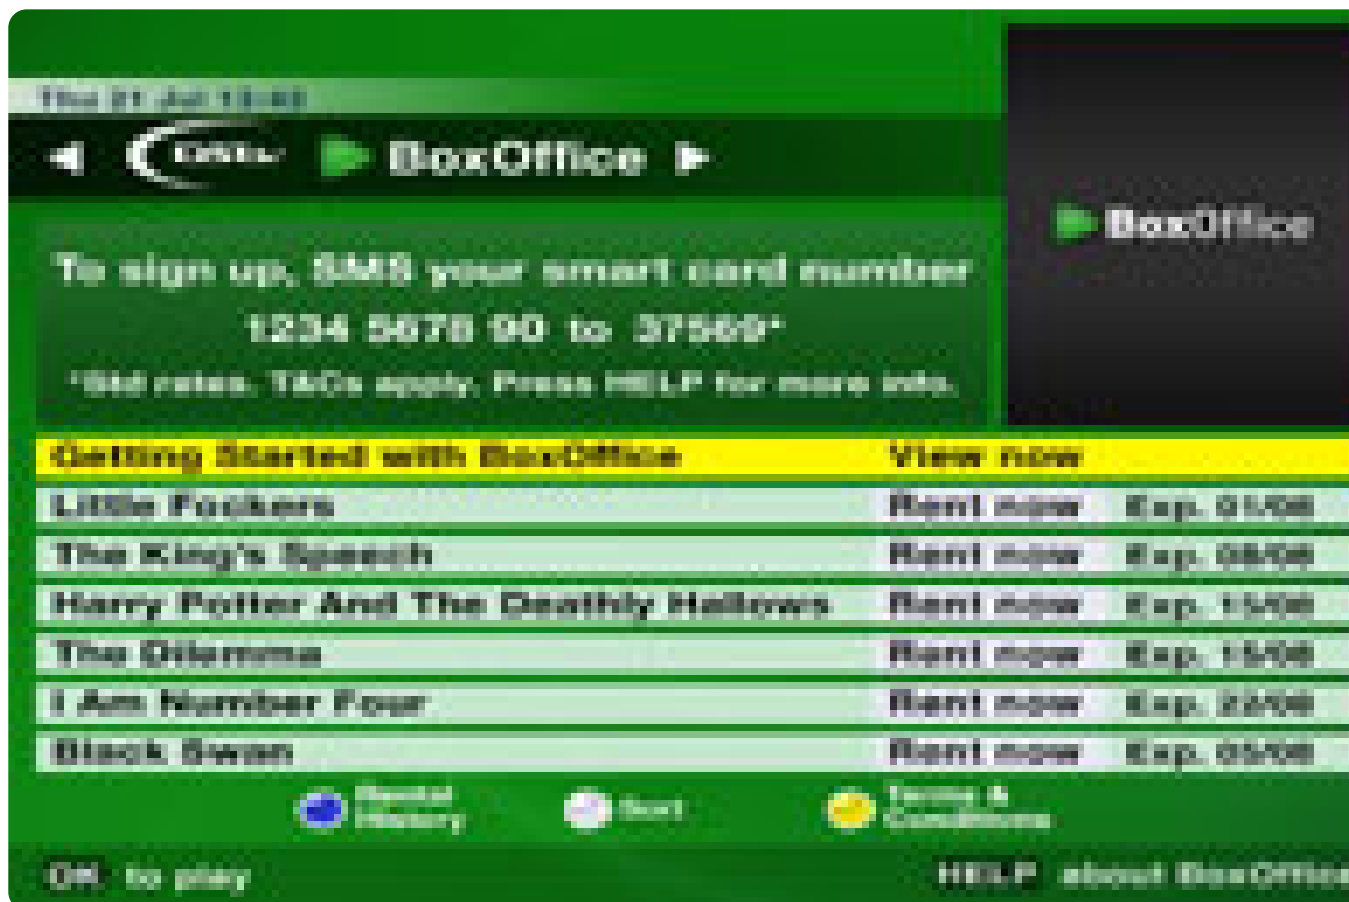 Thu 21 Jul
DStv BoxOffice
BoxOffice
To sign up, SMS your smart card number
1234 5678 90 to 37569*
*Std rates. T&Cs apply. Press HELP for more info.
Getting Started with BoxOffice View now
Little Fockers Rent now Exp. 01/08
The King's Speech Rent now Exp. 08/08
Harry Potter And The Deathly Hallows Rent now Exp. 15/08
The Dilemma Rent now Exp. 15/08
I Am Number Four Rent now Exp. 22/08
Black Swan Rent now Exp. 05/08
Rental History
Sort
Terms & Conditions
OK to play
HELP about BoxOffice